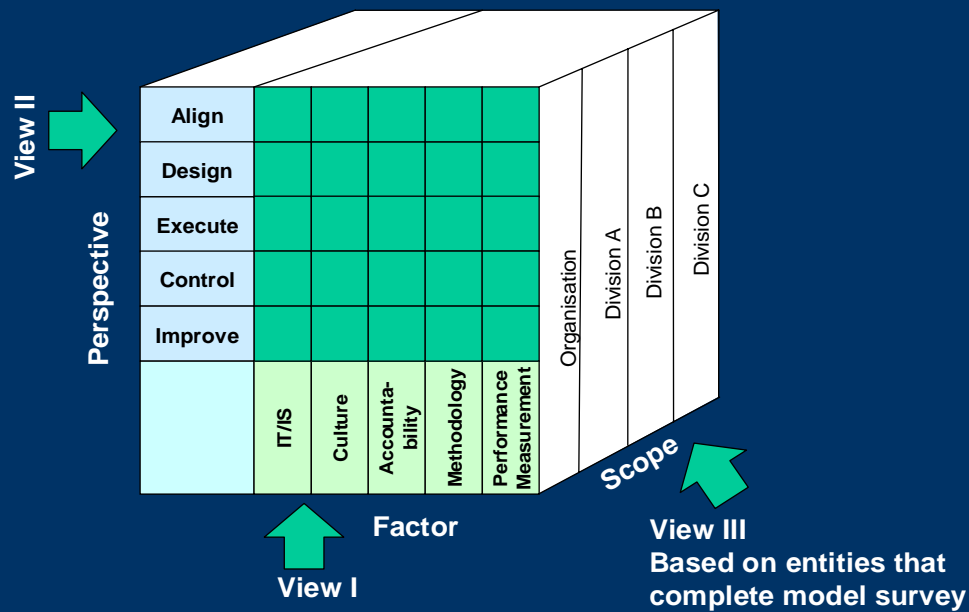 View II
Perspective
Align
Design
Execute
Control
Improve
IT/IS
Culture
Accounta-
bility
Methodology
Performance
Measurement
Organisation
Division A
Division B
Division C
Scope
Factor
View I
View III
Based on entities that
complete model survey